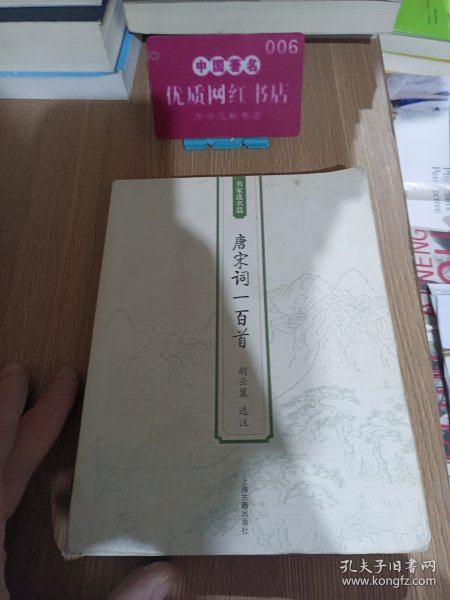 006
中国著名
优质网红书店
名家选名篇
唐宋词一百首
胡云翼 选注
上海古籍出版社
孔夫子旧书网
www.kongfz.com